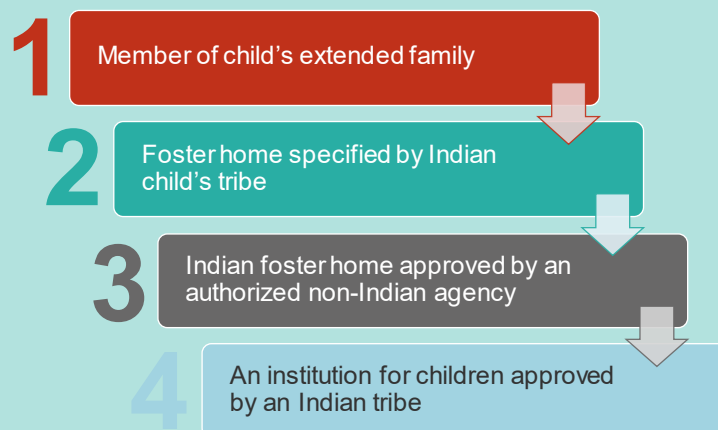 1
Member of child’s extended family
2
Foster home specified by Indian
child’s tribe
3
Indian foster home approved by an
authorized non-Indian agency
4
An institution for children approved
by an Indian tribe